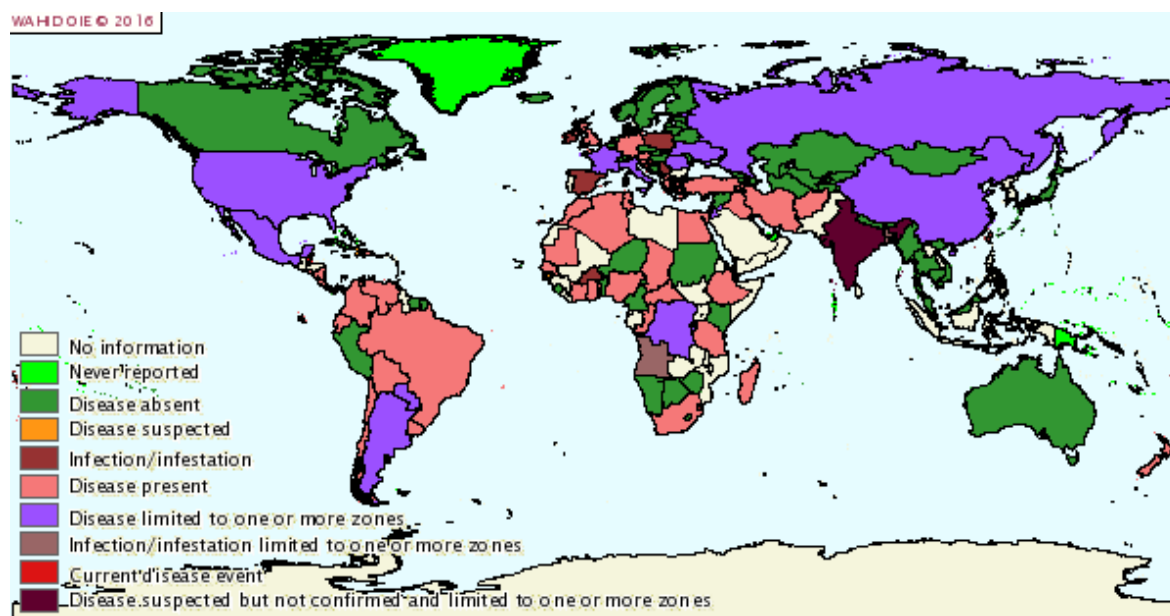 WAHID OIE © 2016
No information
Never reported
Disease absent
Disease suspected
Infection/infestation
Disease present
Disease limited to one or more zones
Infection/infestation limited to one or more zones
Current disease event
Disease suspected but not confirmed and limited to one or more zones